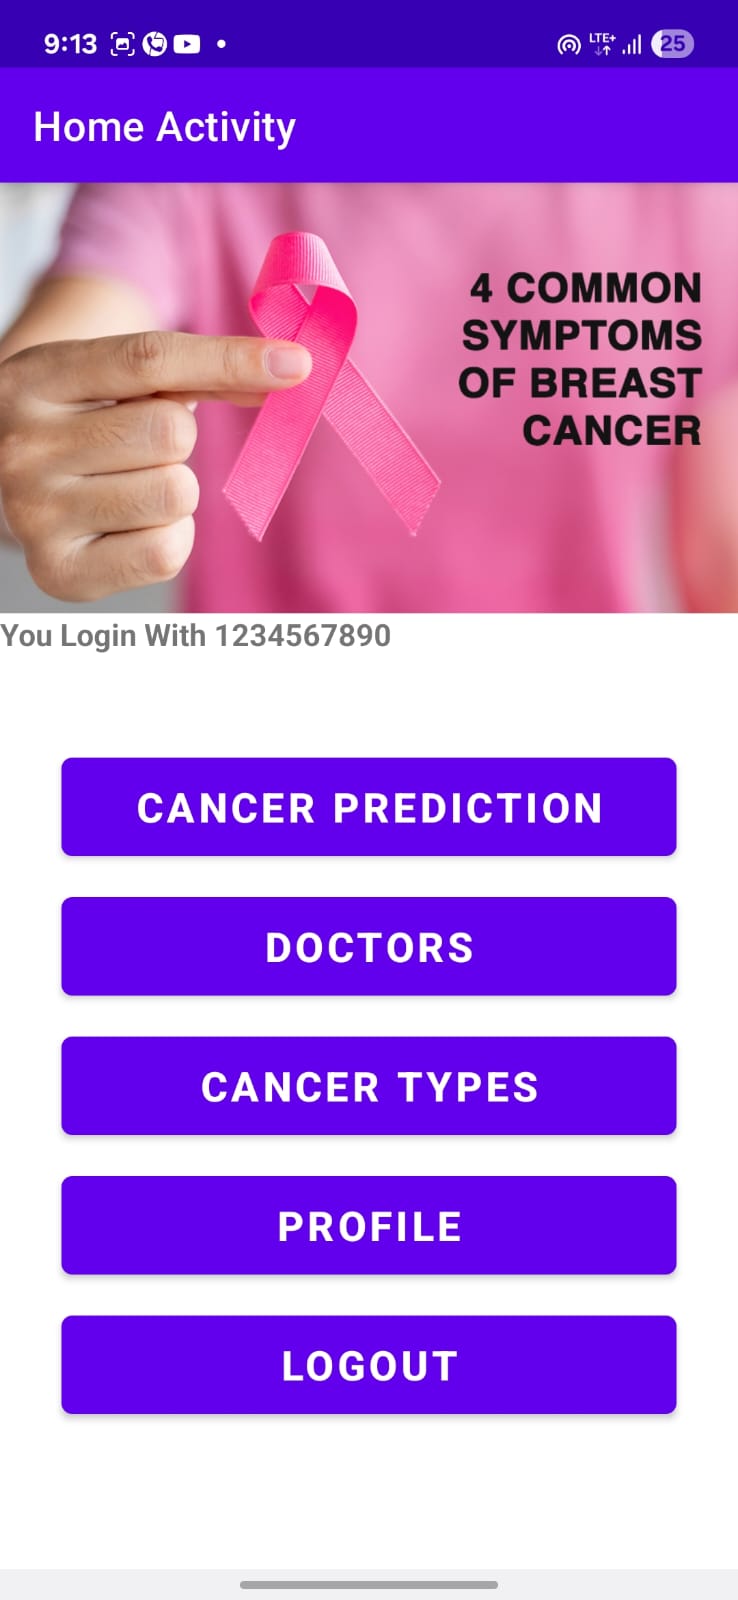 9:13
LTE+
25
Home Activity
4 COMMON
SYMPTOMS
OF BREAST
CANCER
You Login With 1234567890
CANCER PREDICTION
DOCTORS
CANCER TYPES
PROFILE
LOGOUT